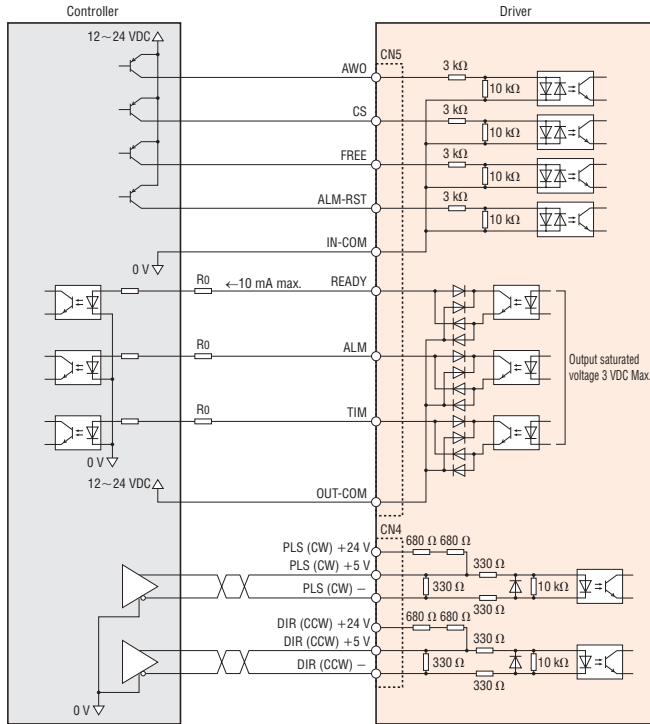 Controller
Driver
12~24 VDC
CN5
AWO
3 kΩ
10 kΩ
CS
3 kΩ
10 kΩ
FREE
3 kΩ
10 kΩ
ALM-RST
3 kΩ
10 kΩ
IN-COM
0 V
R0
←10 mA max.
READY
R0
ALM
Output saturated
voltage 3 VDC Max.
R0
TIM
0 V
12~24 VDC
OUT-COM
CN4
PLS (CW) +24 V
680 Ω 680 Ω
PLS (CW) +5 V
330 Ω
PLS (CW) −
330 Ω
10 kΩ
330 Ω
DIR (CCW) +24 V
680 Ω 680 Ω
DIR (CCW) +5 V
330 Ω
DIR (CCW) −
330 Ω
10 kΩ
330 Ω
0 V